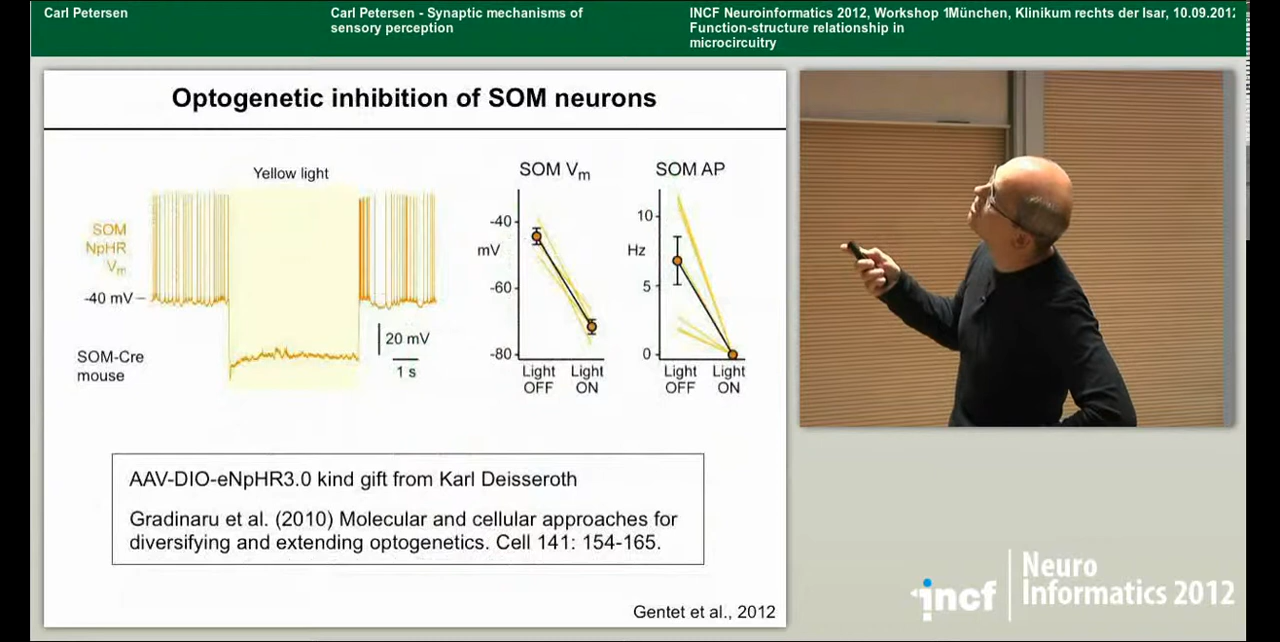 Carl Petersen
Carl Petersen - Synaptic mechanisms of
sensory perception
INCF Neuroinformatics 2012, Workshop 1München, Klinikum rechts der Isar, 10.09.2012
Function-structure relationship in
microcircuitry
Optogenetic inhibition of SOM neurons
Yellow light
SOM
NpHR
Vm
-40 mV
SOM-Cre
mouse
20 mV
1 s
SOM Vm
-40
mV
-60
-80
Light
OFF
Light
ON
SOM AP
10
Hz
5
0
Light
OFF
Light
ON
AAV-DIO-eNpHR3.0 kind gift from Karl Deisseroth
Gradinaru et al. (2010) Molecular and cellular approaches for
diversifying and extending optogenetics. Cell 141: 154-165.
Gentet et al., 2012
incf
Neuro
Informatics 2012